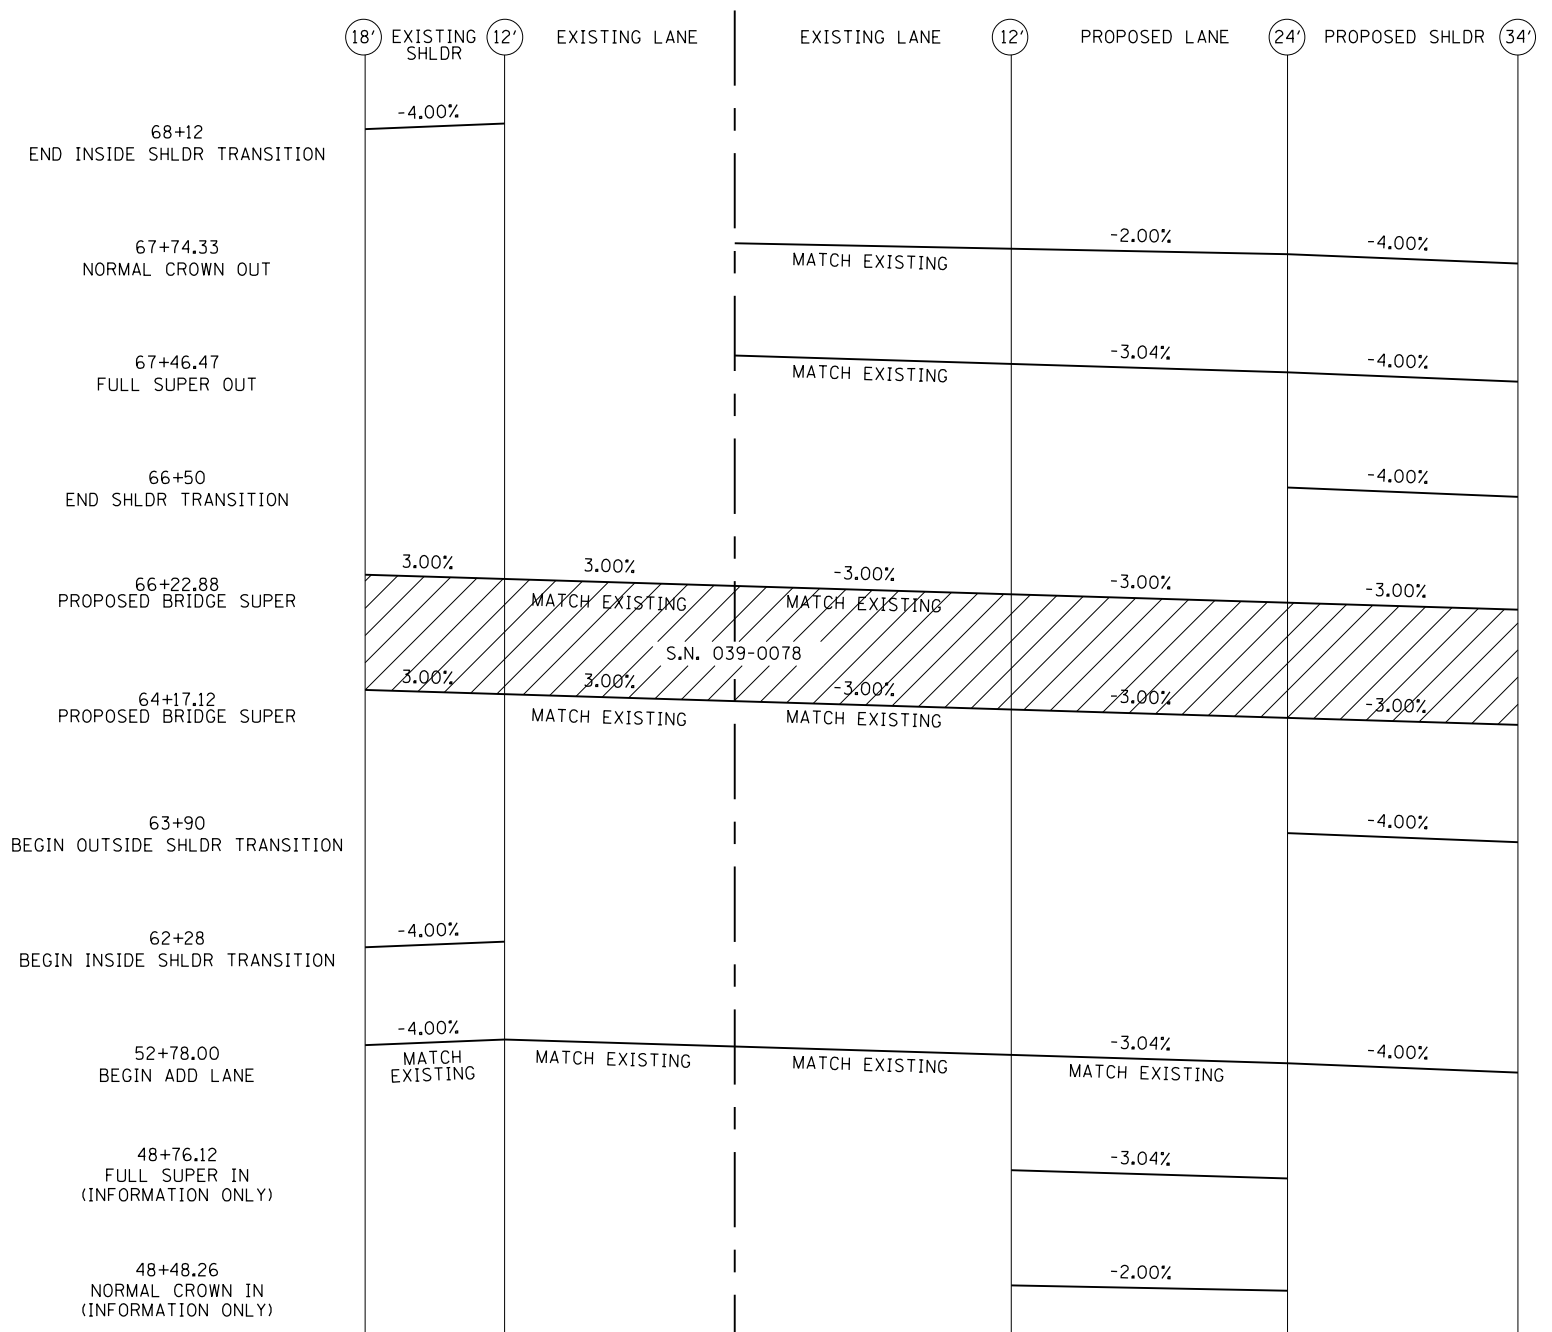 18' EXISTING SHLDR 12' EXISTING LANE EXISTING LANE 12' PROPOSED LANE 24' PROPOSED SHLDR 34'
-4.00%
68+12
END INSIDE SHLDR TRANSITION
67+74.33
NORMAL CROWN OUT
-2.00%
-4.00%
MATCH EXISTING
67+46.47
FULL SUPER OUT
-3.04%
-4.00%
MATCH EXISTING
66+50
END SHLDR TRANSITION
-4.00%
66+22.88
PROPOSED BRIDGE SUPER
3.00%
3.00%
-3.00%
-3.00%
-3.00%
MATCH EXISTING
MATCH EXISTING
S.N. 039-0078
64+17.12
PROPOSED BRIDGE SUPER
3.00%
3.00%
-3.00%
-3.00%
-3.00%
MATCH EXISTING
MATCH EXISTING
63+90
BEGIN OUTSIDE SHLDR TRANSITION
-4.00%
62+28
BEGIN INSIDE SHLDR TRANSITION
-4.00%
52+78.00
BEGIN ADD LANE
-4.00%
MATCH
EXISTING
MATCH EXISTING
MATCH EXISTING
-3.04%
MATCH EXISTING
-4.00%
48+76.12
FULL SUPER IN
(INFORMATION ONLY)
-3.04%
48+48.26
NORMAL CROWN IN
(INFORMATION ONLY)
-2.00%